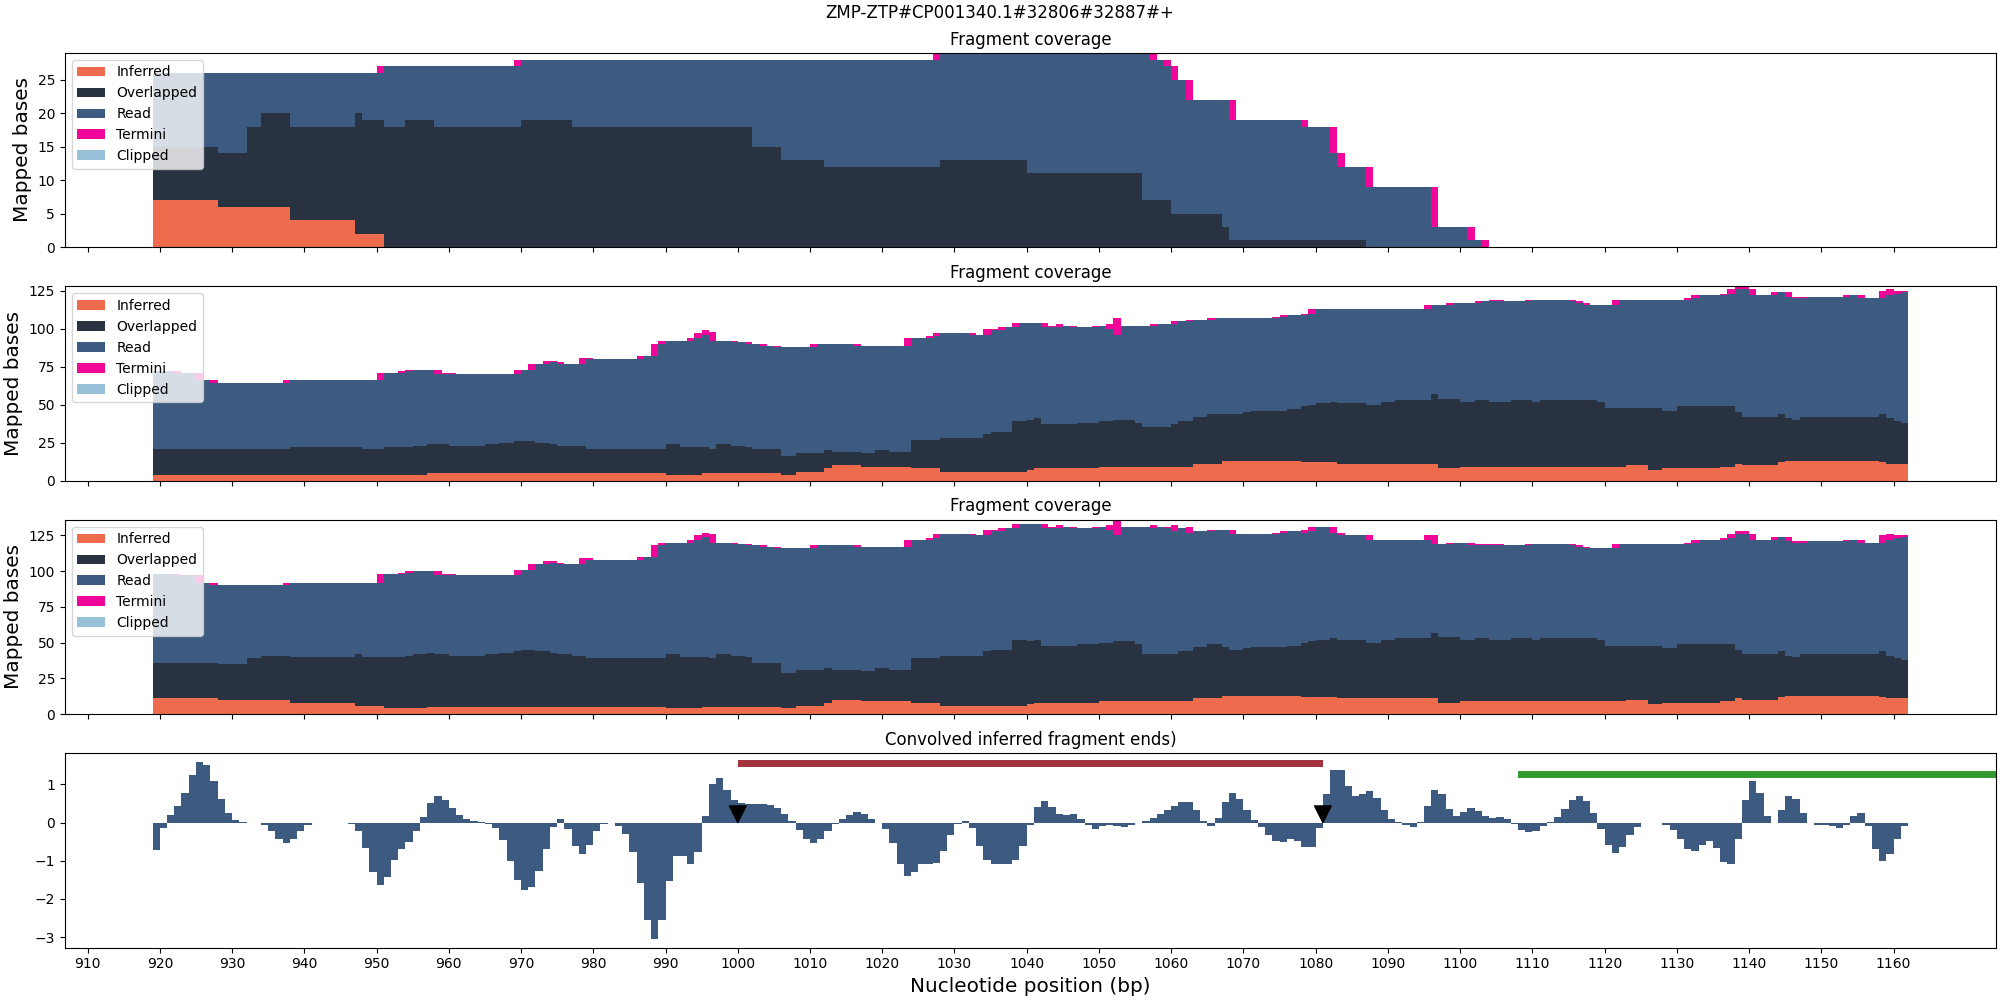 ZMP-ZTP#CP001340.1#32806#32887#+
Fragment coverage
Mapped bases
25
20
15
10
5
0
Inferred
Overlapped
Read
Termini
Clipped
Fragment coverage
Mapped bases
125
100
75
50
25
0
Inferred
Overlapped
Read
Termini
Clipped
Fragment coverage
Mapped bases
125
100
75
50
25
0
Inferred
Overlapped
Read
Termini
Clipped
Convolved inferred fragment ends)
1
0
−1
−2
−3
910 920 930 940 950 960 970 980 990 1000 1010 1020 1030 1040 1050 1060 1070 1080 1090 1100 1110 1120 1130 1140 1150 1160
Nucleotide position (bp)